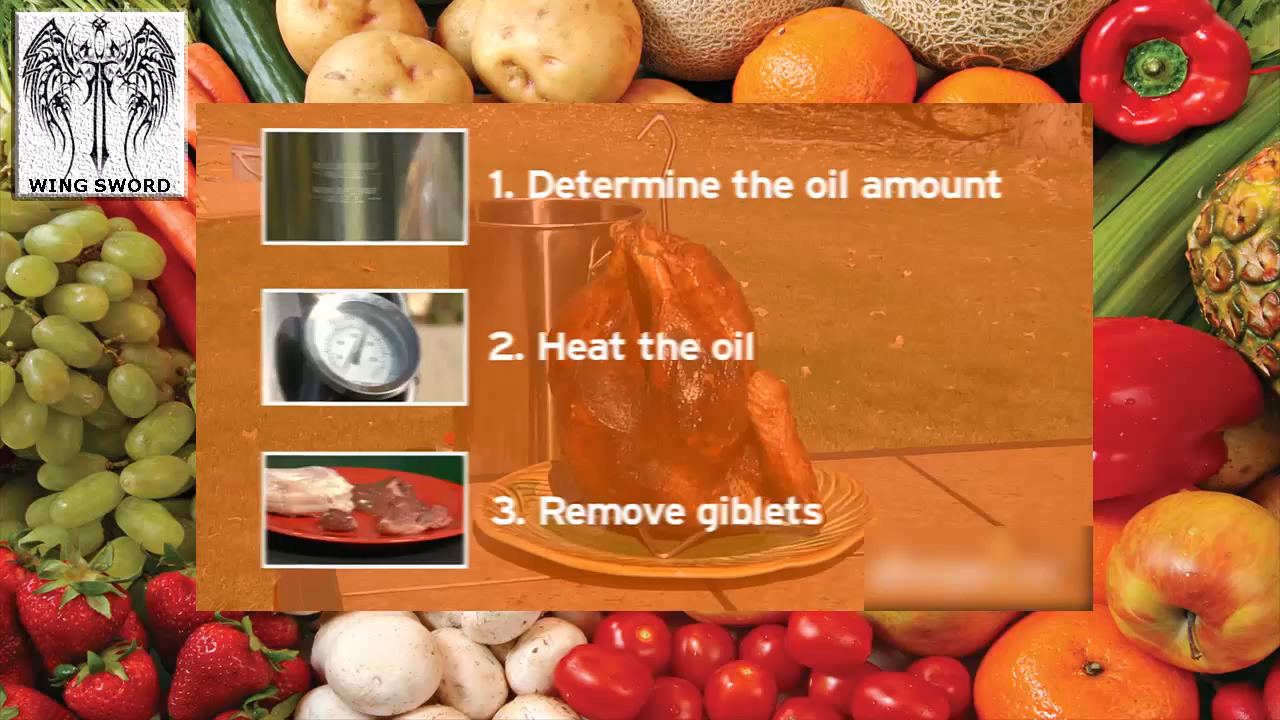 WING SWORD
1. Determine the oil amount
2. Heat the oil
3. Remove giblets